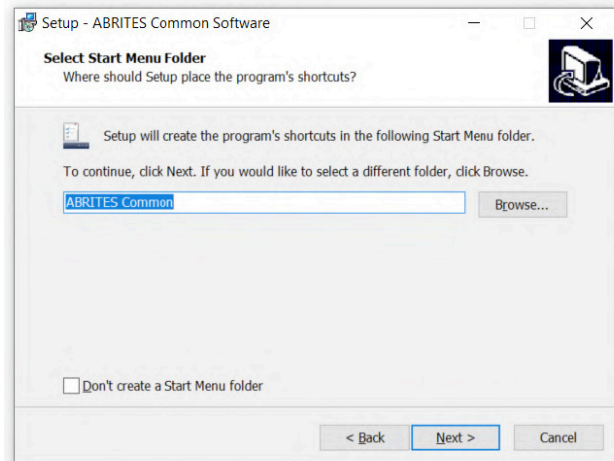 Setup - ABRITES Common Software
Select Start Menu Folder
Where should Setup place the program's shortcuts?
Setup will create the program's shortcuts in the following Start Menu folder.
To continue, click Next. If you would like to select a different folder, click Browse.
ABRITES Common
Browse...
Don't create a Start Menu folder
< Back
Next >
Cancel